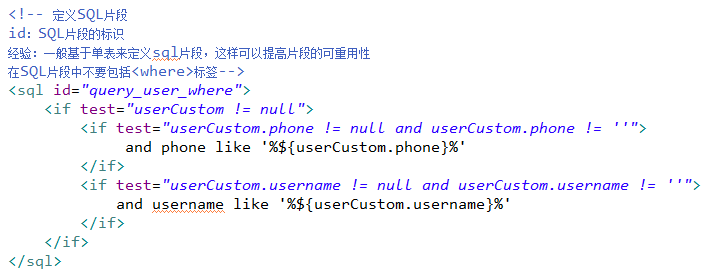 <!-- 定义SQL片段
id：SQL片段的标识
经验：一般基于单表来定义sql片段，这样可以提高片段的可重用性
在SQL片段中不要包括<where>标签-->
<sql id="query_user_where">
    <if test="userCustom != null">
        <if test="userCustom.phone != null and userCustom.phone != ''">
             and phone like '%${userCustom.phone}%'
        </if>
        <if test="userCustom.username != null and userCustom.username != ''">
            and username like '%${userCustom.username}%'
        </if>
    </if>
</sql>